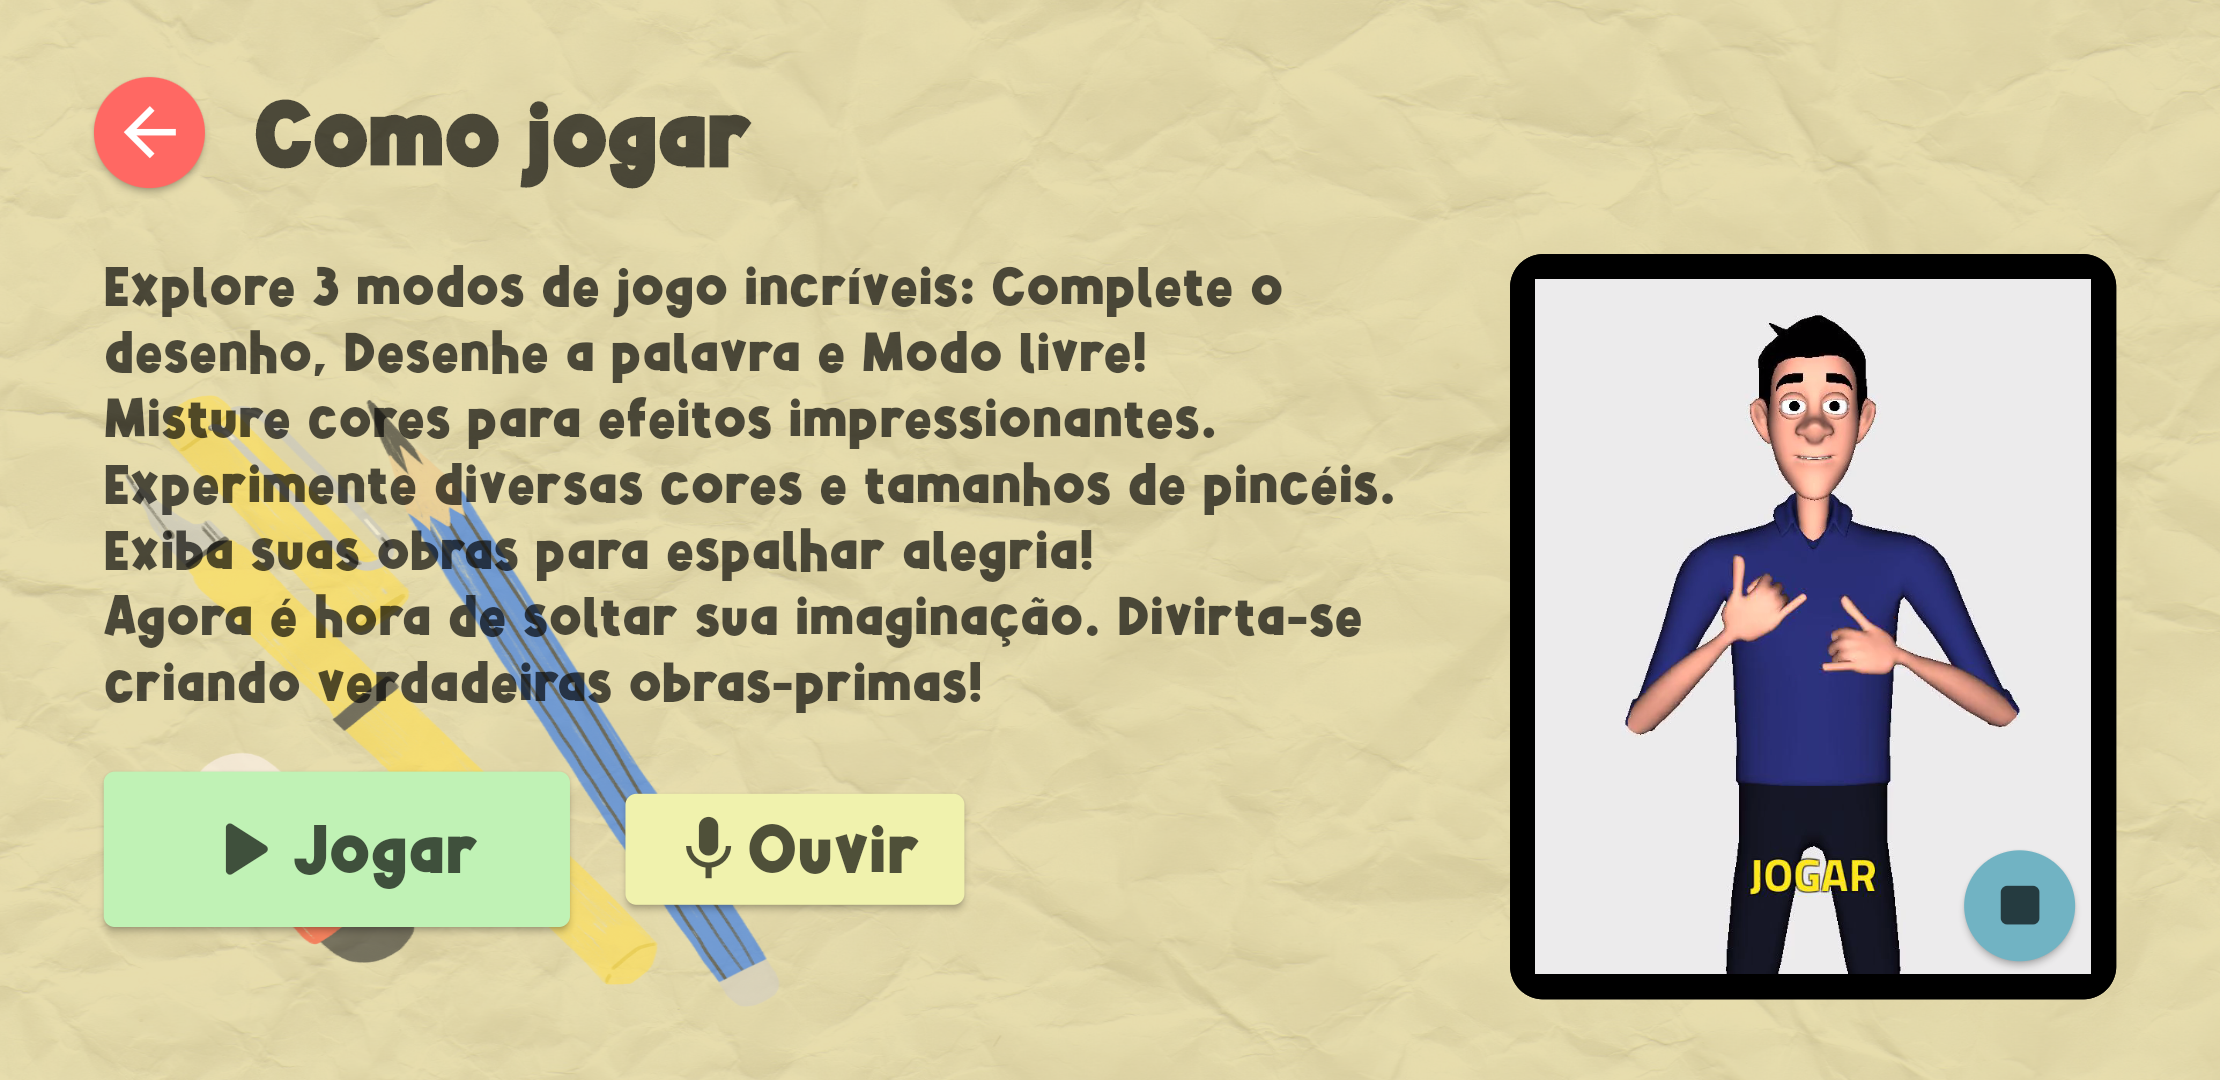 Como jogar
Explore 3 modos de jogo incríveis: Complete o
desenho, Desenhe a palavra e Modo livre!
Misture cores para efeitos impressionantes.
Experimente diversas cores e tamanhos de pincéis.
Exiba suas obras para espalhar alegria!
Agora é hora de soltar sua imaginação. Divirta-se
criando verdadeiras obras-primas!
Jogar
Ouvir
JOGAR